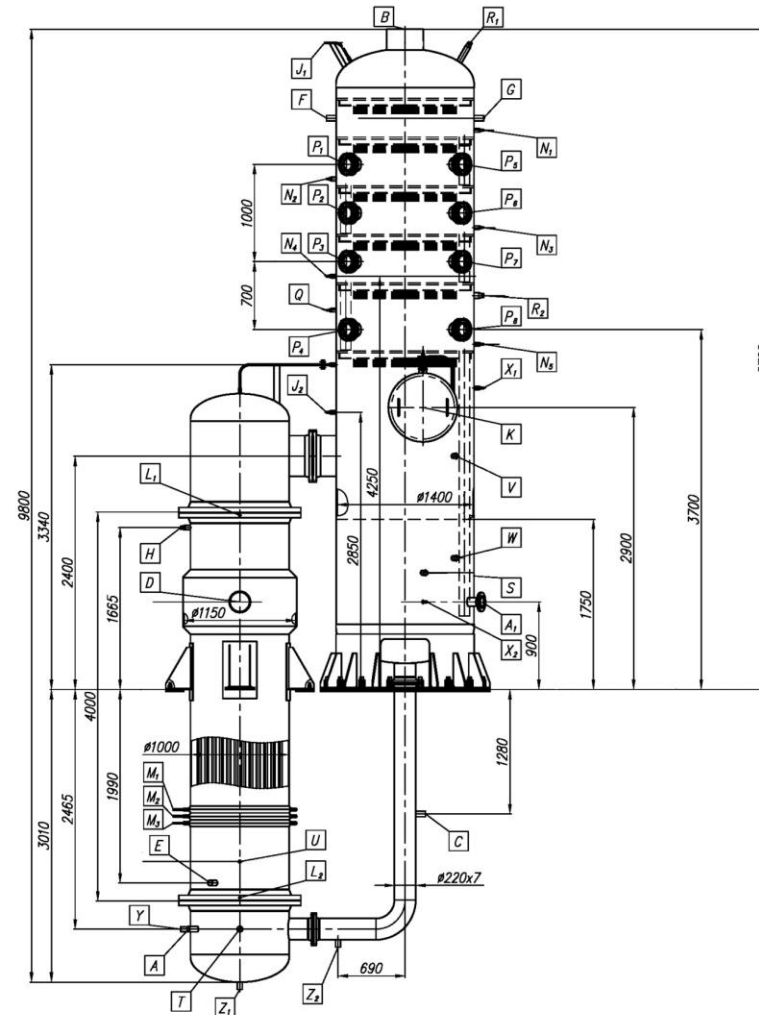 B
R₁
J₁
F
G
N₁
P₁
P₅
N₂
P₂
P₆
N₃
1000
P₃
P₇
N₄
700
Q
R₂
P₄
P₈
N₅
X₁
J₂
K
L₁
V
4250
ø1400
9800
3340
2400
H
2850
W
2900
3700
1665
D
S
1750
ø1150
A₁
X₂
900
4000
ø1000
1990
1280
M₁
M₂
M₃
2465
3010
C
U
E
L₂
ø220x7
Y
A
T
690
Z₁
Z₂